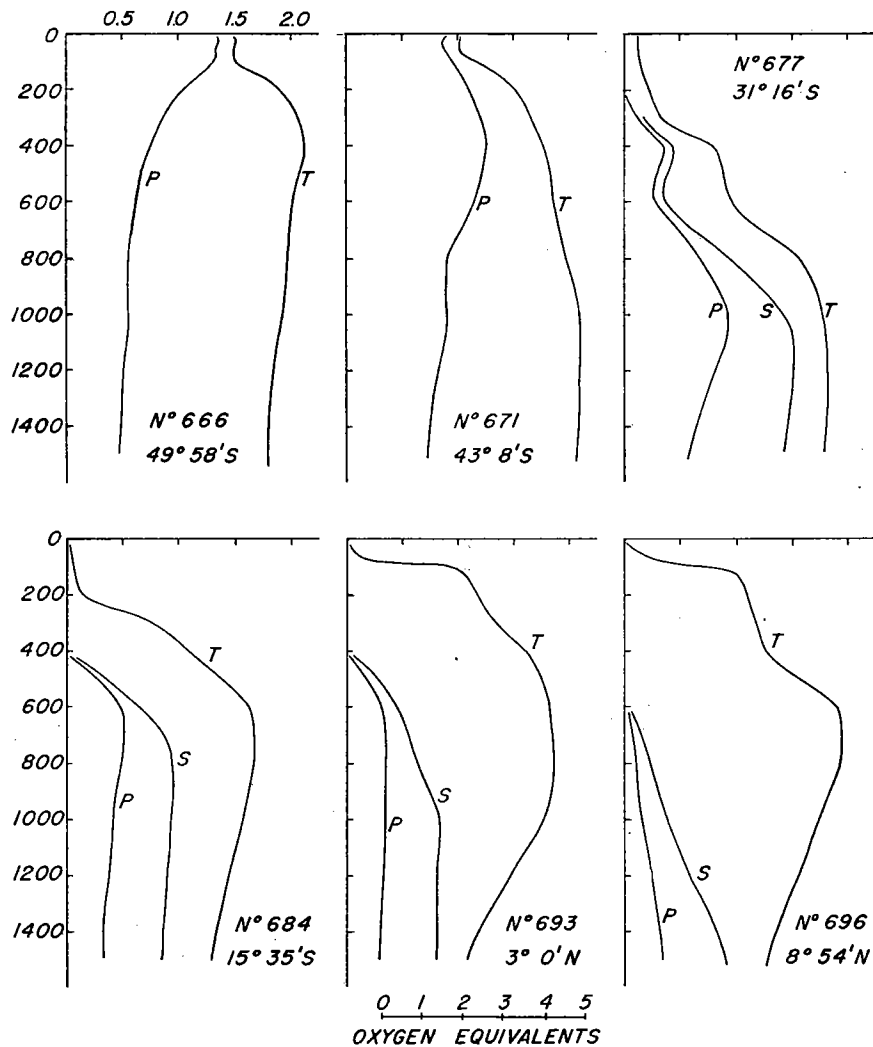 0.5 1.0 1.5 2.0
0
200
400
600
800
1000
1200
1400
P
T
N° 666
49° 58' S
P
T
N° 671
43° 8' S
N° 677
31° 16' S
P
S
T
0
200
400
600
800
1000
1200
1400
T
S
P
N° 684
15° 35' S
T
S
P
N° 693
3° 0' N
T
S
P
N° 696
8° 54' N
0 1 2 3 4 5
OXYGEN EQUIVALENTS